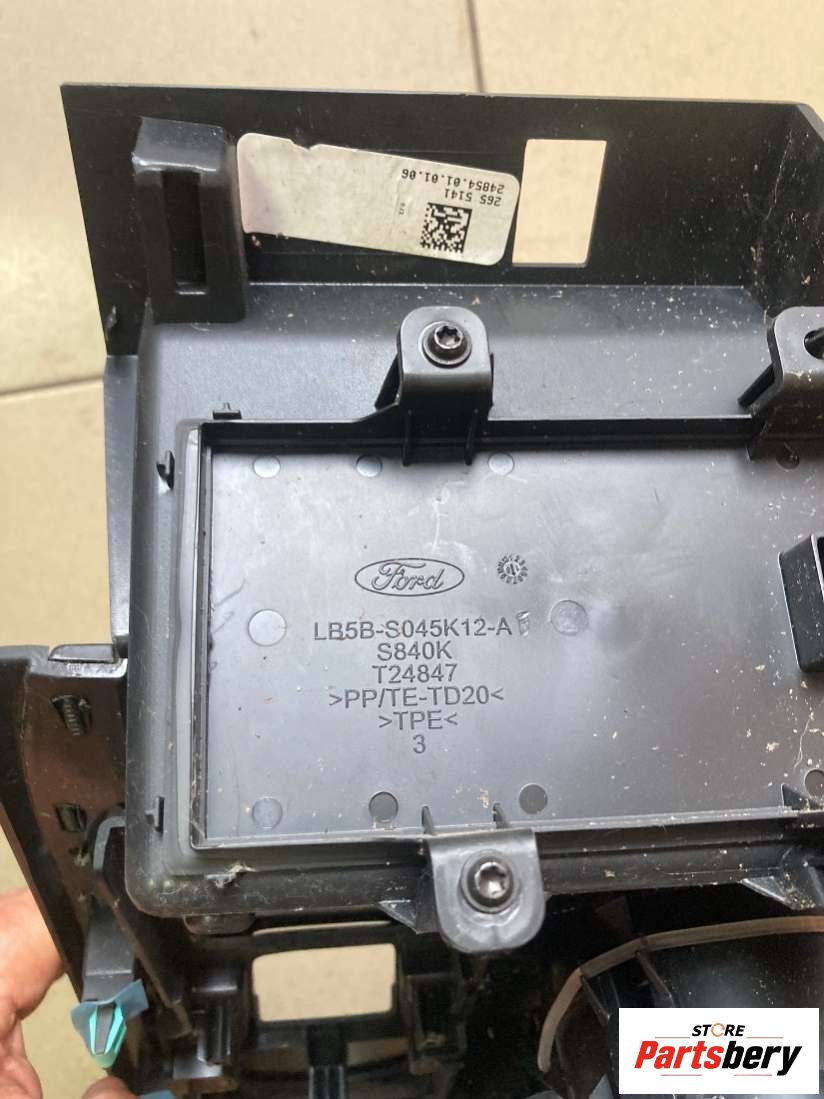 265 5141
24854.01.01.06
Ford
LB5B-S045K12-A
S840K
T24847
>PP/TE-TD20<
>TPE<
3
STORE
Partsbery